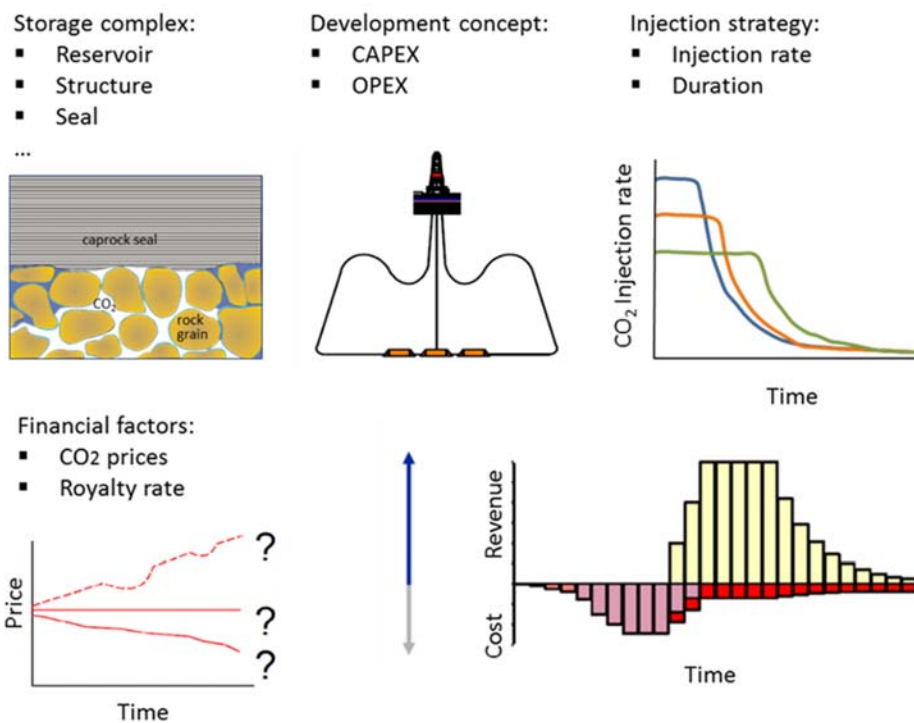 Storage complex:
▪ Reservoir
▪ Structure
▪ Seal
...
caprock seal
CO₂
rock
grain
Development concept:
▪ CAPEX
▪ OPEX
Injection strategy:
▪ Injection rate
▪ Duration
CO₂ Injection rate
Time
Financial factors:
▪ CO2 prices
▪ Royalty rate
Price
?
?
?
Time
Revenue
Cost
Time